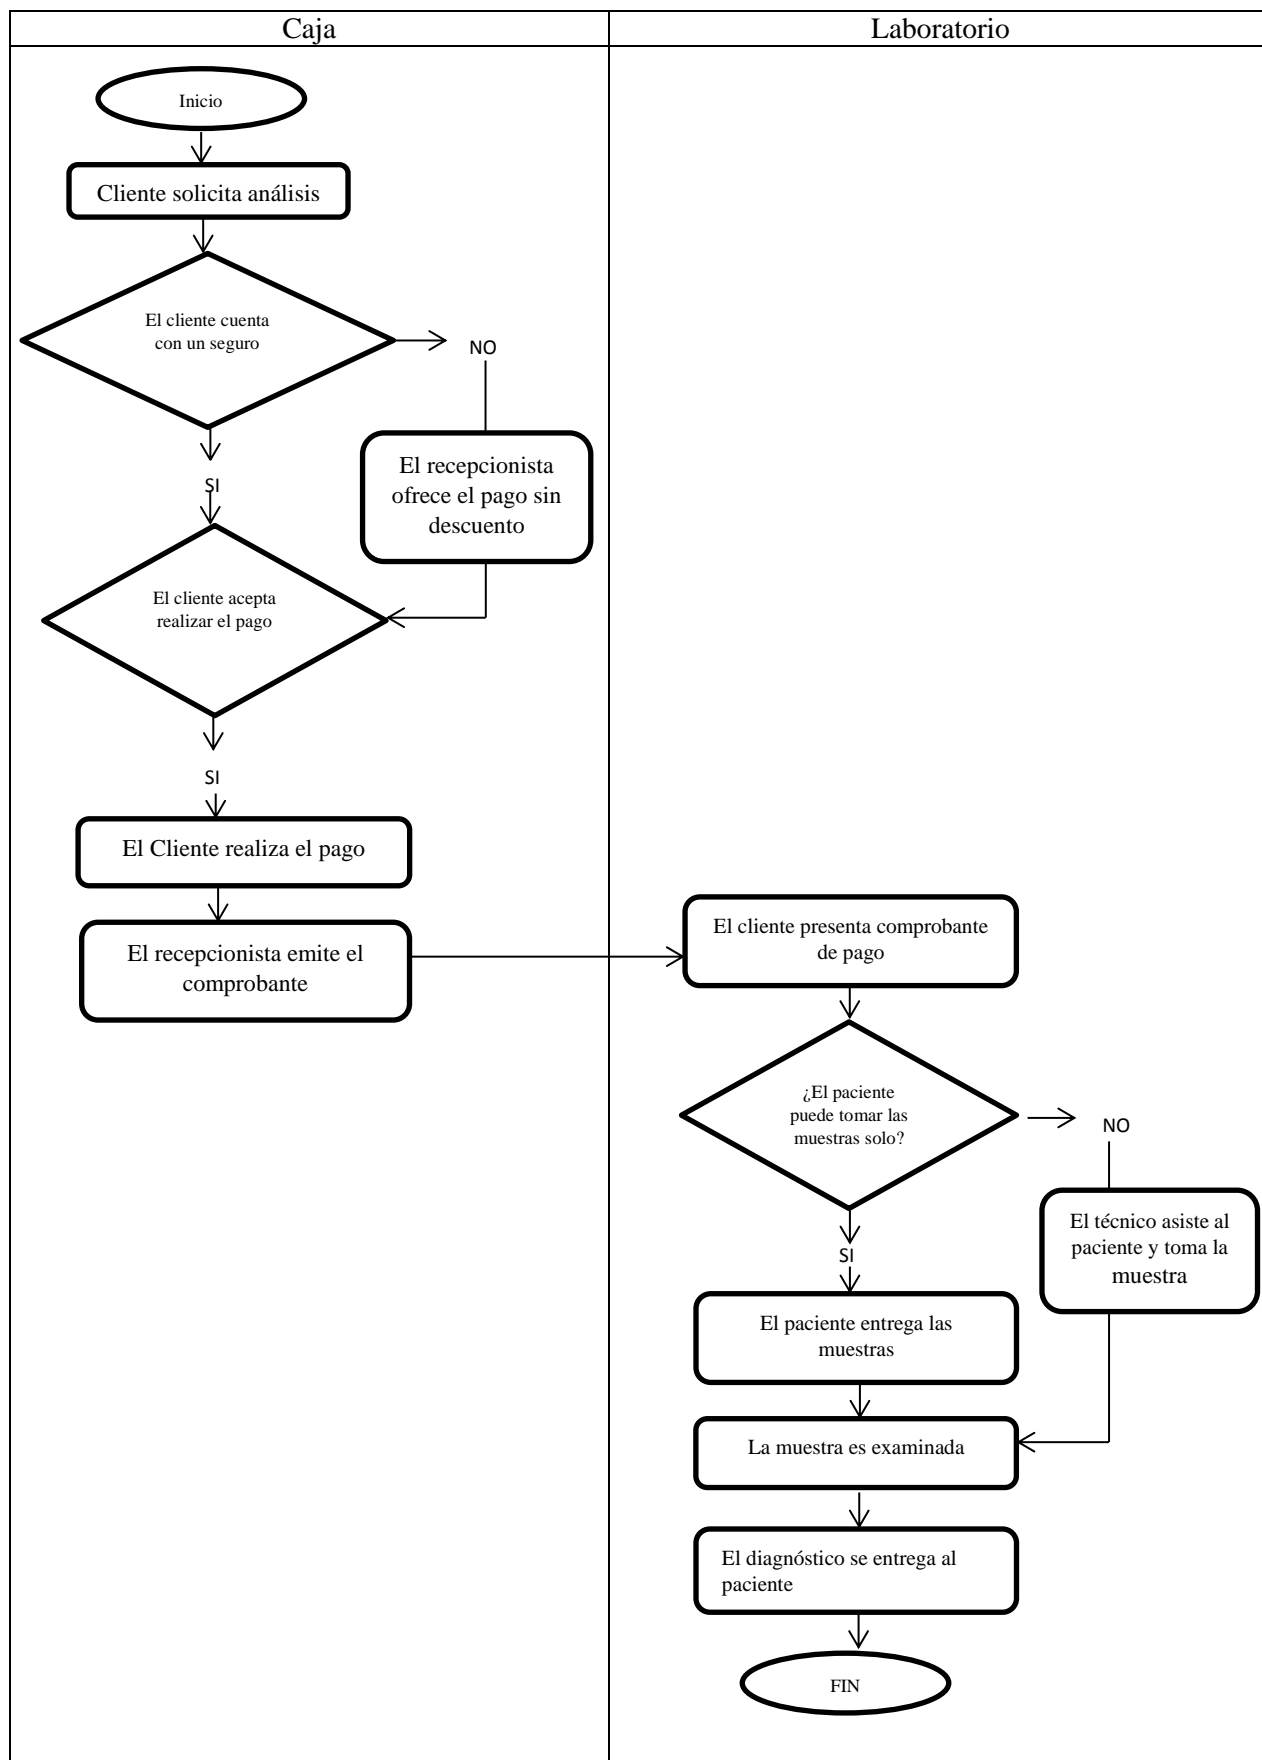 Caja
Laboratorio
Inicio
Cliente solicita análisis
El cliente cuenta
con un seguro
NO
El recepcionista
ofrece el pago sin
descuento
SI
El cliente acepta
realizar el pago
SI
El Cliente realiza el pago
El recepcionista emite el
comprobante
El cliente presenta comprobante
de pago
¿El paciente
puede tomar las
muestras solo?
NO
El técnico asiste al
paciente y toma la
muestra
SI
El paciente entrega las
muestras
La muestra es examinada
El diagnóstico se entrega al
paciente
FIN